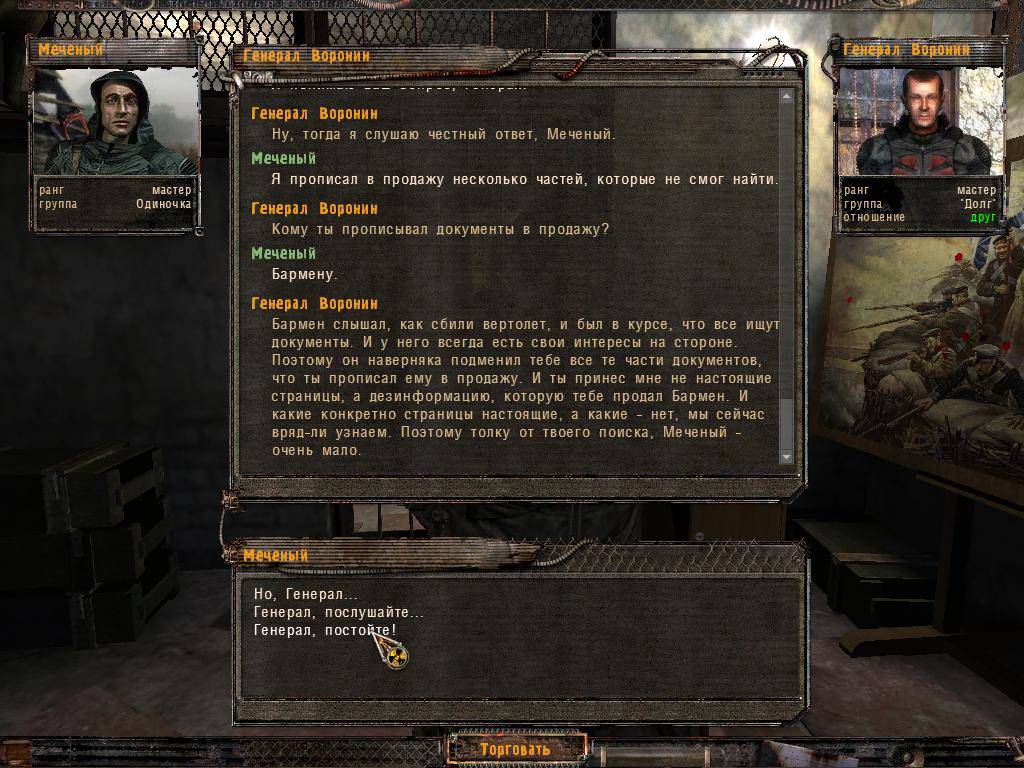 Меченый
ранг мастер
группа Одиночка
Генерал Воронин
Генерал Воронин
Ну, тогда я слушаю честный ответ, Меченый.
Меченый
Я прописал в продажу несколько частей, которые не смог найти.
Генерал Воронин
Кому ты прописывал документы в продажу?
Меченый
Бармену.
Генерал Воронин
Бармен слышал, как сбили вертолет, и был в курсе, что все ищут
документы. И у него всегда есть свои интересы на стороне.
Поэтому он наверняка подменил тебе все те части документов,
что ты прописал ему в продажу. И ты принес мне не настоящие
страницы, а дезинформацию, которую тебе продал Бармен. И
какие конкретно страницы настоящие, а какие - нет, мы сейчас
вряд-ли узнаем. Поэтому толку от твоего поиска, Меченый -
очень мало.
Генерал Воронин
ранг мастер
группа "Долг"
отношение друг
Меченый
Но, Генерал...
Генерал, послушайте...
Генерал, постойте!
Торговать